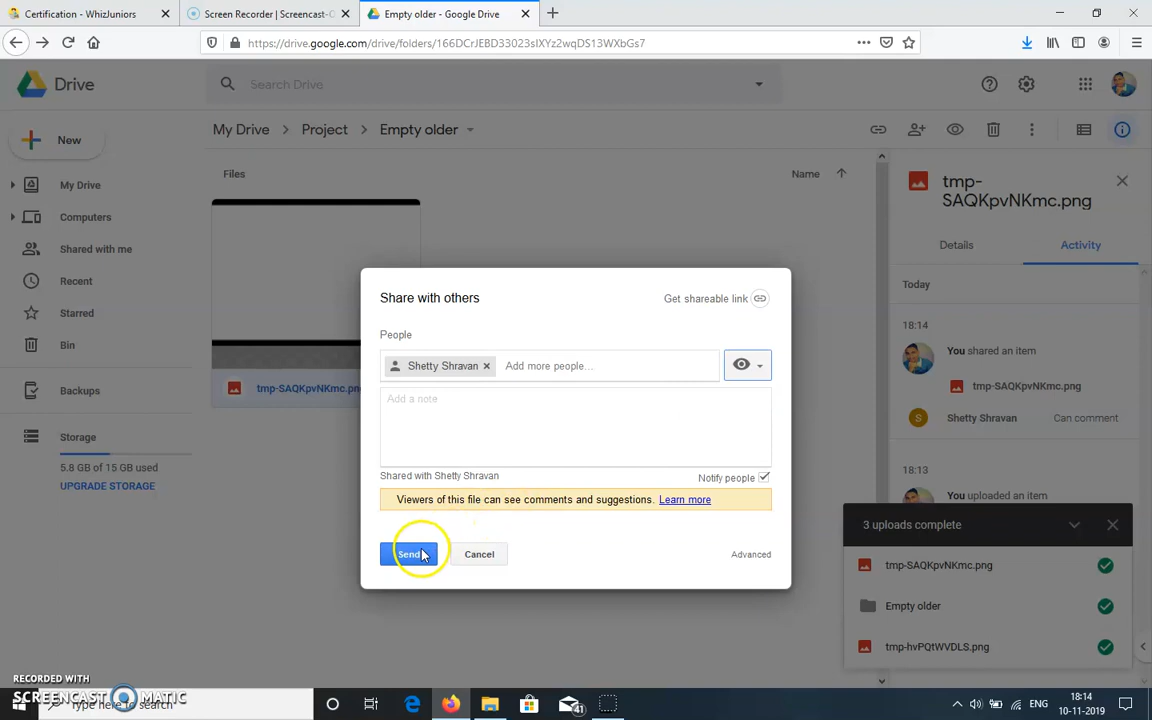 Certification - WhizJuniors
Screen Recorder | Screencast-O
Empty older - Google Drive
https://drive.google.com/drive/folders/166DCrJEBD33023sIXYz2wqDS13WXbGs7
Drive
Search Drive
New
My Drive
Project
Empty older
My Drive
Computers
Shared with me
Recent
Starred
Bin
Backups
Storage
5.8 GB of 15 GB used
UPGRADE STORAGE
Files
Name
tmp-SAQKpvNKmc.pn
Share with others
Get shareable link
People
Shetty Shravan
Add more people...
Add a note
Shared with Shetty Shravan
Notify people
Viewers of this file can see comments and suggestions. Learn more
Send
Cancel
Advanced
tmp-
SAQKpvNKmc.png
Details
Activity
Today
18:14
You shared an item
tmp-SAQKpvNKmc.png
S
Shetty Shravan
Can comment
18:13
You uploaded an item
3 uploads complete
tmp-SAQKpvNKmc.png
Empty older
tmp-hvPQtWVDLS.png
RECORDED WITH
SCREENCAST MATIC
Type here to search
41
ENG
18:14
10-11-2019